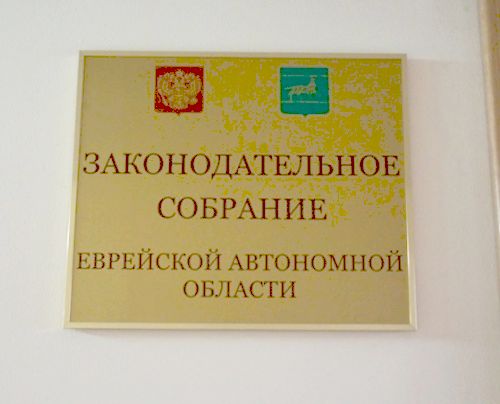 ЗАКОНОДАТЕЛЬНОЕ
СОБРАНИЕ
ЕВРЕЙСКОЙ АВТОНОМНОЙ
ОБЛАСТИ